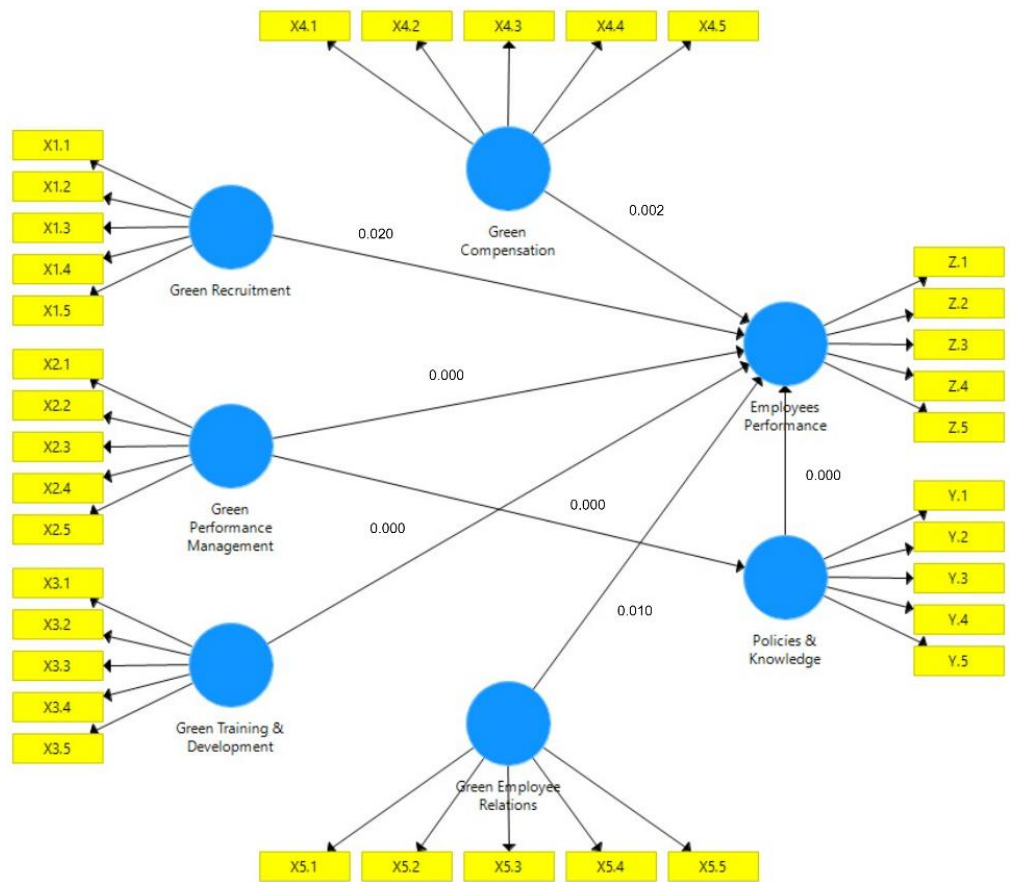 X4.1
X4.2
X4.3
X4.4
X4.5
X1.1
X1.2
X1.3
X1.4
X1.5
Green Recruitment
Green
Compensation
0.020
0.002
Z.1
Z.2
Z.3
Z.4
Z.5
Employees
Performance
X2.1
X2.2
X2.3
X2.4
X2.5
Green
Performance
Management
0.000
0.000
0.000
0.000
Y.1
Y.2
Y.3
Y.4
Y.5
Policies &
Knowledge
X3.1
X3.2
X3.3
X3.4
X3.5
Green Training &
Development
0.010
Green Employee
Relations
X5.1
X5.2
X5.3
X5.4
X5.5